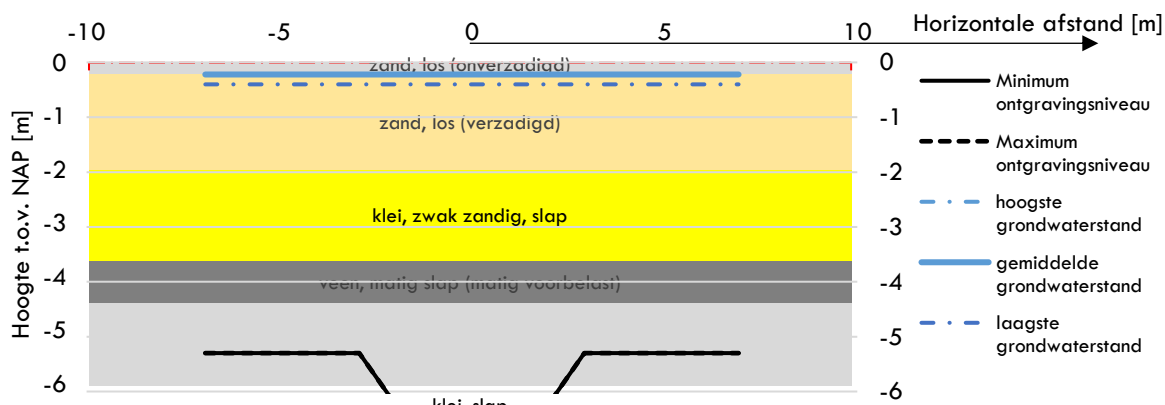 -10 -5 0 5 10 Horizontale afstand [m]
Hoogte t.o.v. NAP [m]
0
-1
-2
-3
-4
-5
-6
zand, los (onverzadigd)
zand, los (verzadigd)
klei, zwak zandig, slap
veen, matig slap (matig voorbelast)
klei, slap
0
-1
-2
-3
-4
-5
-6
Minimum
ontgravingsniveau
Maximum
ontgravingsniveau
hoogste
grondwaterstand
gemiddelde
grondwaterstand
laagste
grondwaterstand